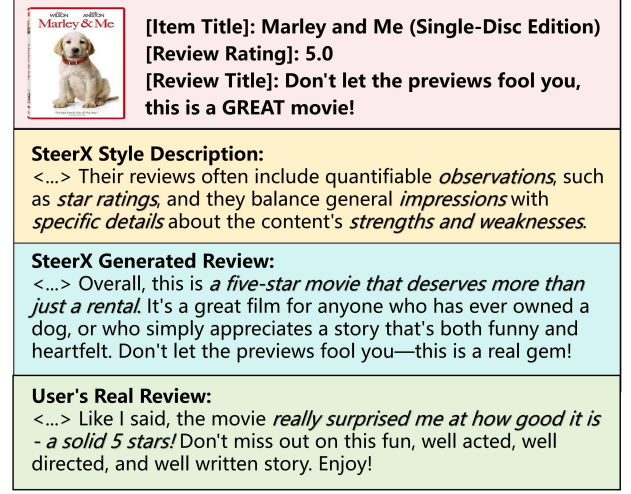 WILSON ANISTON
Marley & Me
[Item Title]: Marley and Me (Single-Disc Edition)
[Review Rating]: 5.0
[Review Title]: Don't let the previews fool you,
this is a GREAT movie!
SteerX Style Description:
<...> Their reviews often include quantifiable observations, such
as star ratings, and they balance general impressions with
specific details about the content's strengths and weaknesses.
SteerX Generated Review:
<...> Overall, this is a five-star movie that deserves more than
just a rental. It's a great film for anyone who has ever owned a
dog, or who simply appreciates a story that's both funny and
heartfelt. Don't let the previews fool you—this is a real gem!
User's Real Review:
<...> Like I said, the movie really surprised me at how good it is
- a solid 5 stars! Don't miss out on this fun, well acted, well
directed, and well written story. Enjoy!